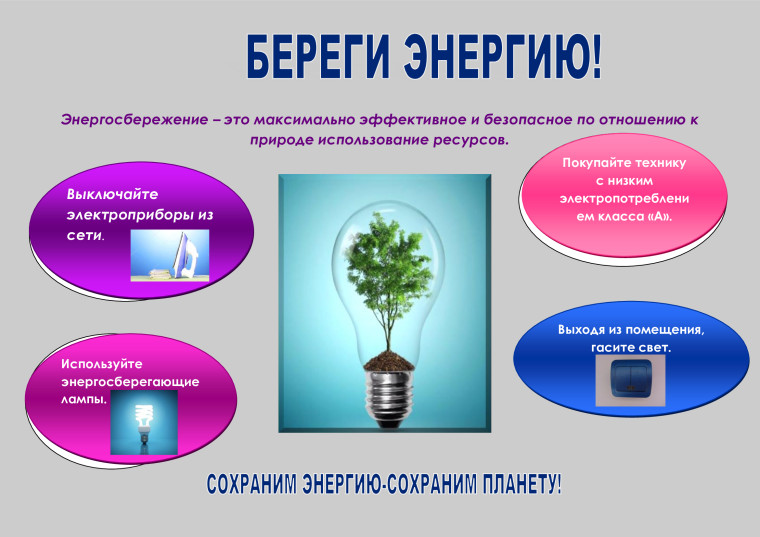 БЕРЕГИ ЭНЕРГИЮ!
Энергосбережение – это максимально эффективное и безопасное по отношению к
природе использование ресурсов.
Выключайте
электроприборы из
сети.
Покупайте технику
с низким
электропотреблени
ем класса «А».
Используйте
энергосберегающие
лампы.
Выходя из помещения,
гасите свет.
СОХРАНИМ ЭНЕРГИЮ-СОХРАНИМ ПЛАНЕТУ!